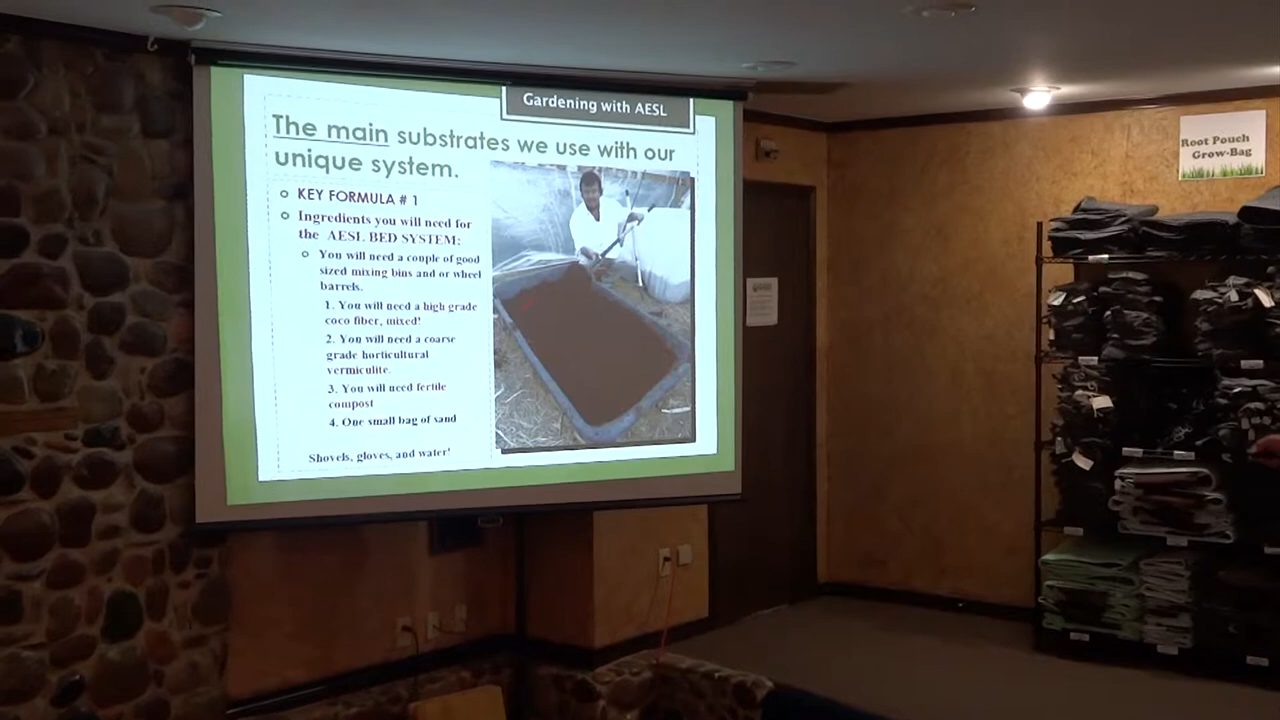 Gardening with AESL
The main substrates we use with our
unique system.
KEY FORMULA # 1
Ingredients you will need for
the AESL BED SYSTEM:
You will need a couple of good
sized mixing bins and or wheel
barrels.
1. You will need a high grade
coco fiber, mixed!
2. You will need a coarse
grade horticultural
vermiculite.
3. You will need fertile
compost
4. One small bag of sand
Shovels, gloves, and water!
Root Pouch
Grow-Bag